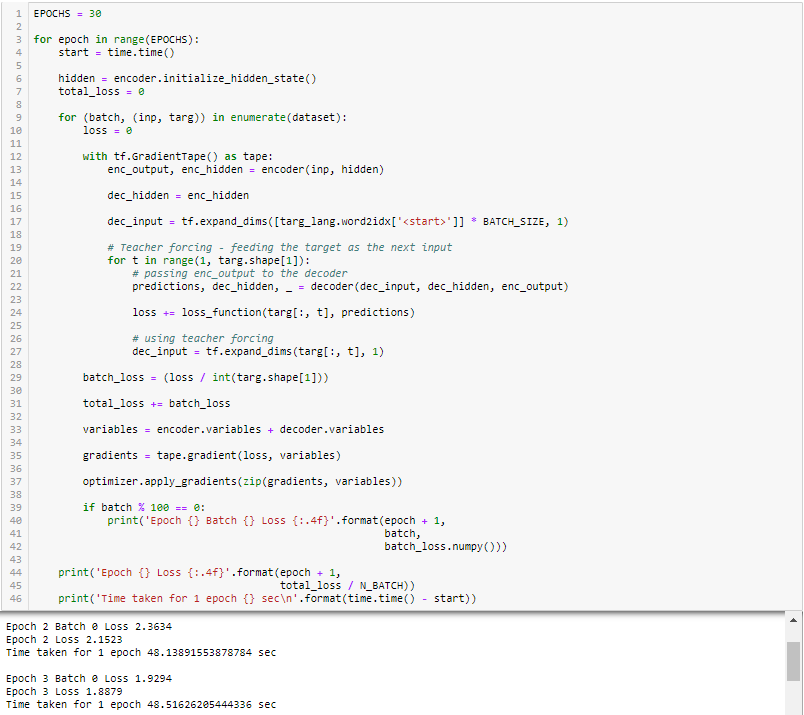 1 EPOCHS = 30
2
3 for epoch in range(EPOCHS):
4     start = time.time()
5
6     hidden = encoder.initialize_hidden_state()
7     total_loss = 0
8
9     for (batch, (inp, targ)) in enumerate(dataset):
10         loss = 0
11
12         with tf.GradientTape() as tape:
13             enc_output, enc_hidden = encoder(inp, hidden)
14
15             dec_hidden = enc_hidden
16
17             dec_input = tf.expand_dims([targ_lang.word2idx['<start>']] * BATCH_SIZE, 1)
18
19             # Teacher forcing - feeding the target as the next input
20             for t in range(1, targ.shape[1]):
21                 # passing enc_output to the decoder
22                 predictions, dec_hidden, _ = decoder(dec_input, dec_hidden, enc_output)
23
24                 loss += loss_function(targ[:, t], predictions)
25
26                 # using teacher forcing
27                 dec_input = tf.expand_dims(targ[:, t], 1)
28
29         batch_loss = (loss / int(targ.shape[1]))
30
31         total_loss += batch_loss
32
33         variables = encoder.variables + decoder.variables
34
35         gradients = tape.gradient(loss, variables)
36
37         optimizer.apply_gradients(zip(gradients, variables))
38
39         if batch % 100 == 0:
40             print('Epoch {} Batch {} Loss {:.4f}'.format(epoch + 1,
41                                                          batch,
42                                                          batch_loss.numpy()))
43
44     print('Epoch {} Loss {:.4f}'.format(epoch + 1,
45                                         total_loss / N_BATCH))
46     print('Time taken for 1 epoch {} sec\n'.format(time.time() - start))
Epoch 2 Batch 0 Loss 2.3634
Epoch 2 Loss 2.1523
Time taken for 1 epoch 48.13891553878784 sec
Epoch 3 Batch 0 Loss 1.9294
Epoch 3 Loss 1.8879
Time taken for 1 epoch 48.51626205444336 sec